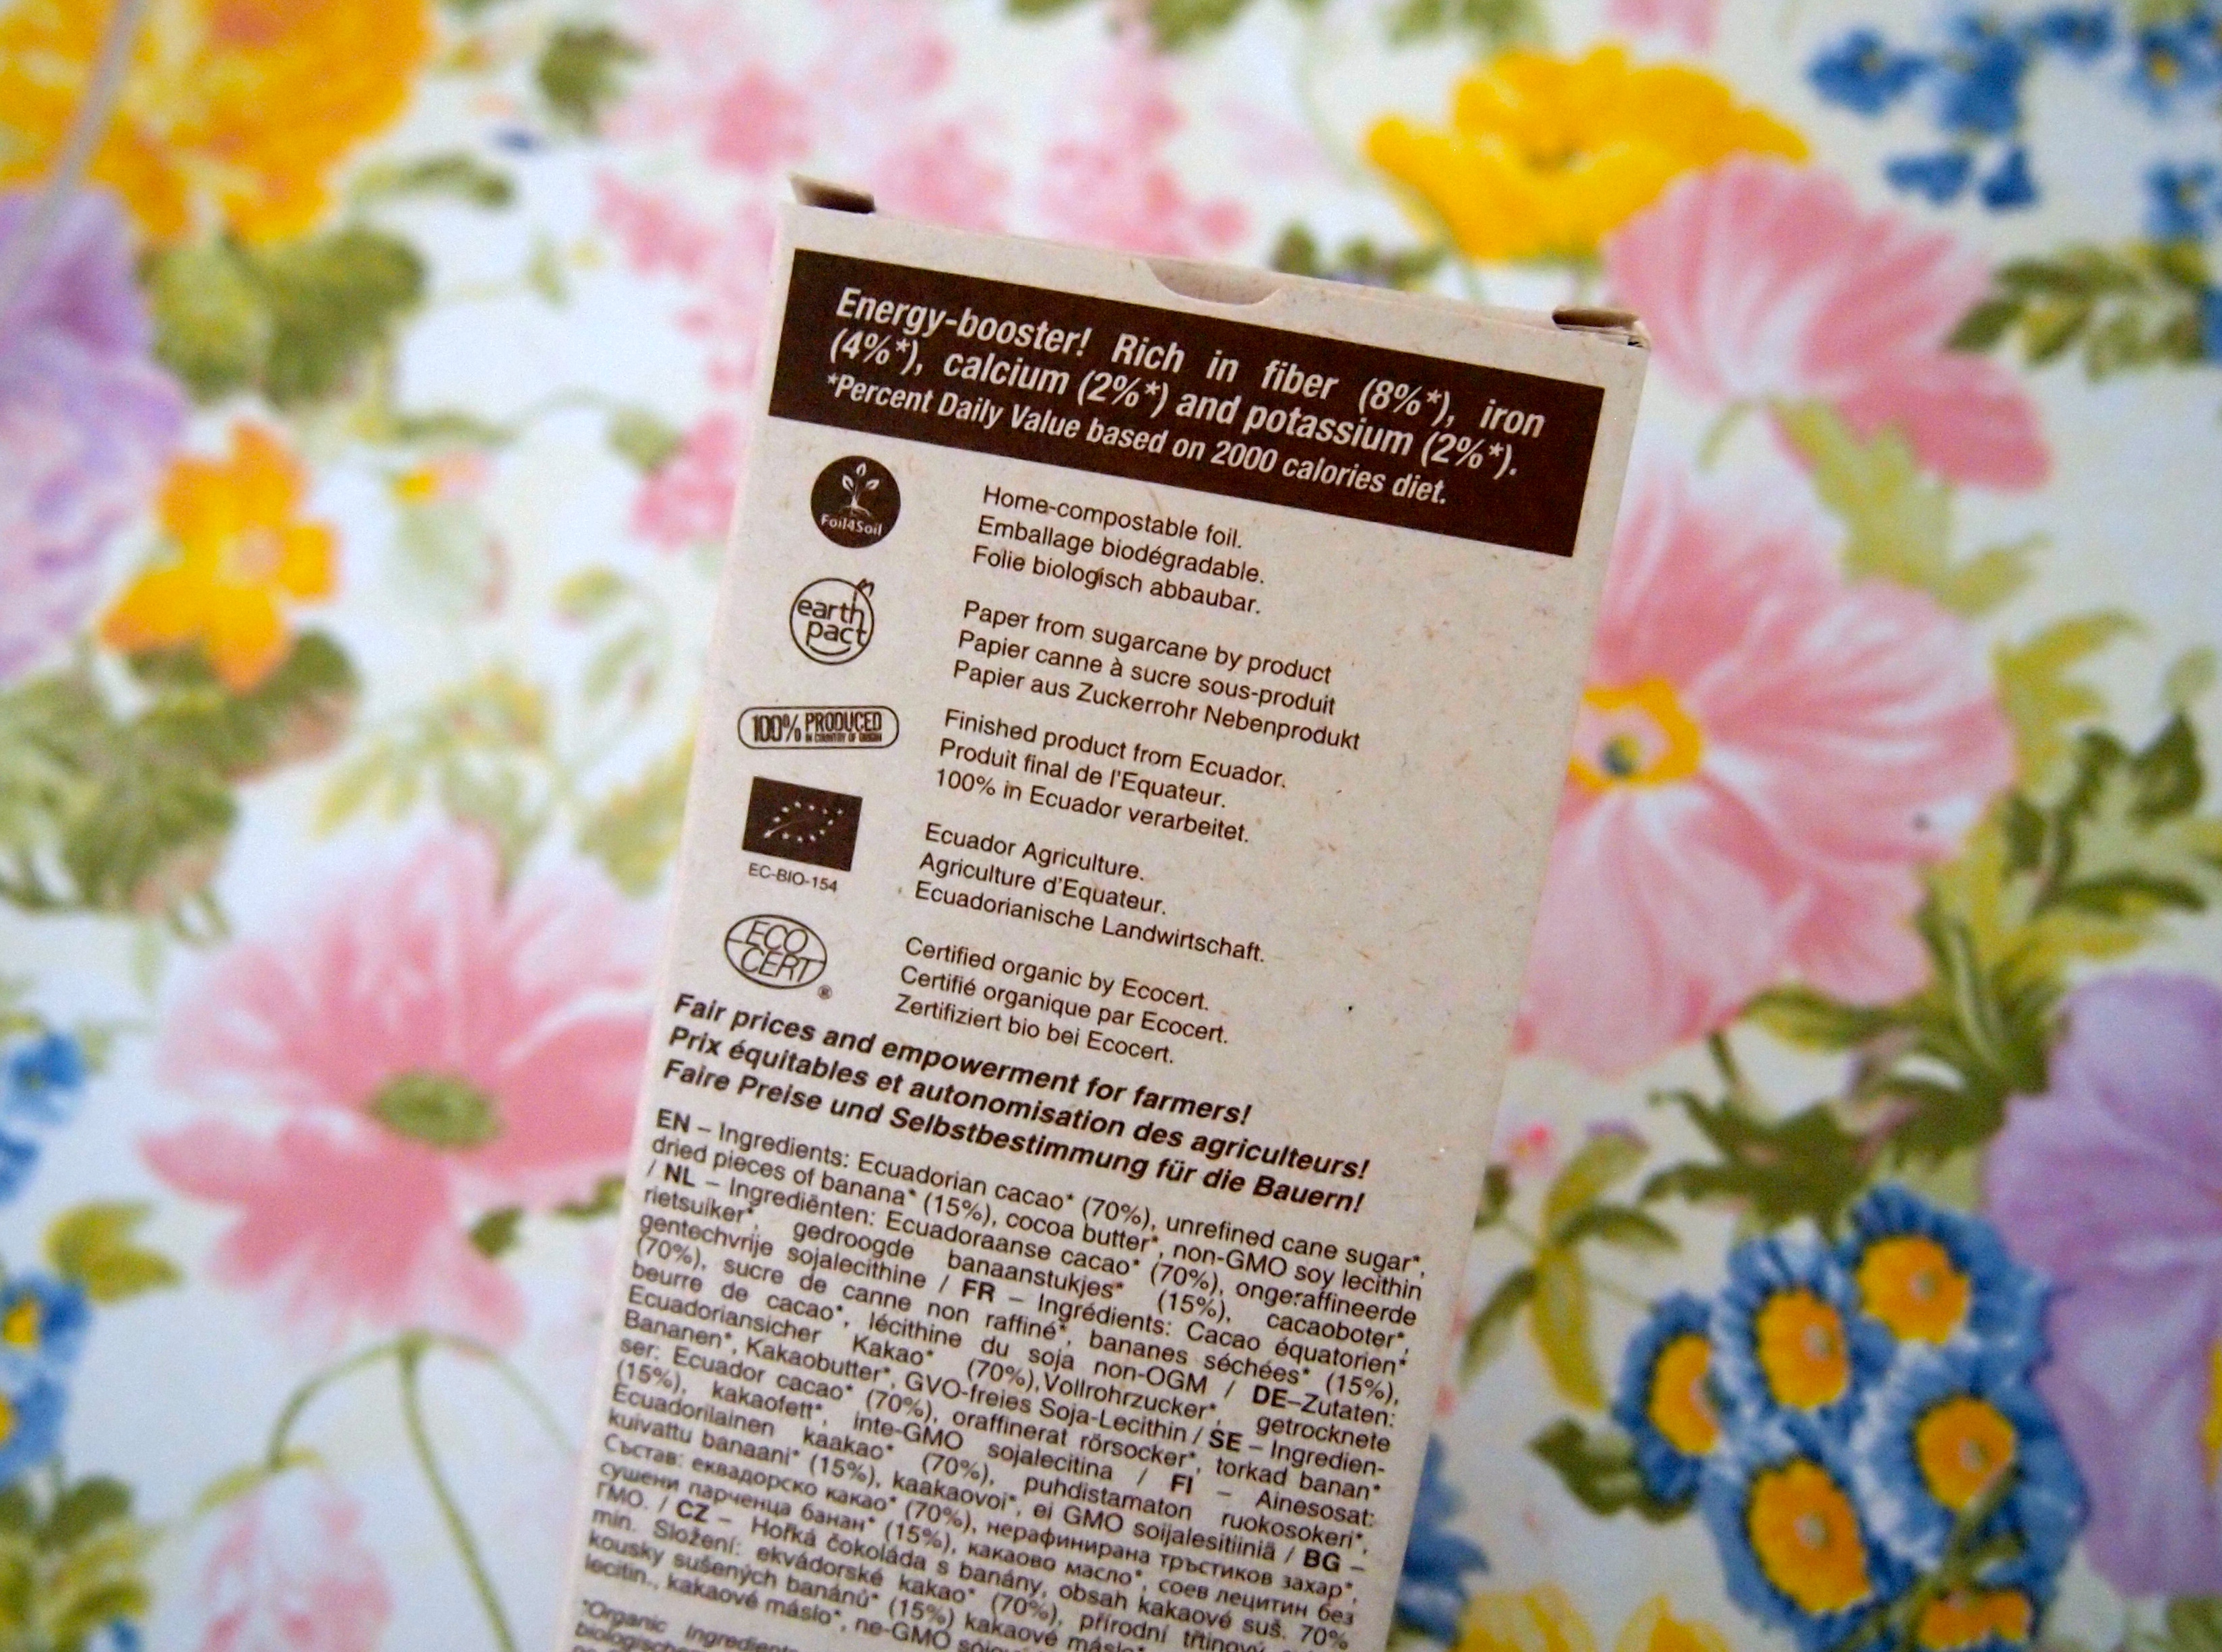 Energy-booster! Rich in fiber (8%*), iron
(4%*), calcium (2%*) and potassium (2%*).
*Percent Daily Value based on 2000 calories diet.
Foil4Soil
Home-compostable foil.
Emballage biodégradable.
Folie biologisch abbaubar.
earth
pact
Paper from sugarcane by product
Papier canne à sucre sous-produit
Papier aus Zuckerrohr Nebenprodukt
100% PRODUCED
IN COUNTRY OF ORIGIN
Finished product from Ecuador.
Produit final de l'Equateur.
100% in Ecuador verarbeitet.
EC-BIO-154
Ecuador Agriculture.
Agriculture d'Equateur.
Ecuadorianische Landwirtschaft.
ECO
CERT
®
Certified organic by Ecocert.
Certifié organique par Ecocert.
Zertifiziert bio bei Ecocert.
Fair prices and empowerment for farmers!
Prix équitables et autonomisation des agriculteurs!
Faire Preise und Selbstbestimmung für die Bauern!
EN – Ingredients: Ecuadorian cacao* (70%), unrefined cane sugar*,
dried pieces of banana* (15%), cocoa butter*, non-GMO soy lecithin
/ NL – Ingrediënten: Ecuadoraanse cacao* (70%), ongeraffineerde
rietsuiker*, gedroogde banaanstukjes* (15%), cacaoboter*,
gentechvrije sojalecithine / FR – Ingrédients: Cacao équatorien*
(70%), sucre de canne non raffiné*, bananes séchées* (15%),
beurre de cacao*, lécithine du soja non-OGM / DE–Zutaten:
Ecuadoriansicher Kakao* (70%),Vollrohrzucker*, getrocknete
Bananen*, Kakaobutter*, GVO-freies Soja-Lecithin / SE – Ingredien-
ser: Ecuador cacao* (70%), oraffinerat rörsocker*, torkad banan*
(15%), kakaofett*, inte-GMO sojalecitina / FI – Ainesosat:
Ecuadorilainen kaakao* (70%), puhdistamaton ruokosokeri*,
kuivattu banaani* (15%), kaakaovoi*, ei GMO soijalesitiiniä / BG –
Състав: еквадорско какао* (70%), нерафинирана тръстиков захар*,
сушени парченца банан* (15%), какаово масло*, соев лецитин без
ГМО. / CZ – Hořká čokoláda s banány, obsah kakaové suš. 70%
min. Složení: ekvádorské kakao* (70%), přírodní třtinový
kousky sušených banánů* (15%) kakaové máslo*
lecitin., kakaové máslo*, ne-GMO
*Organic Ingredients